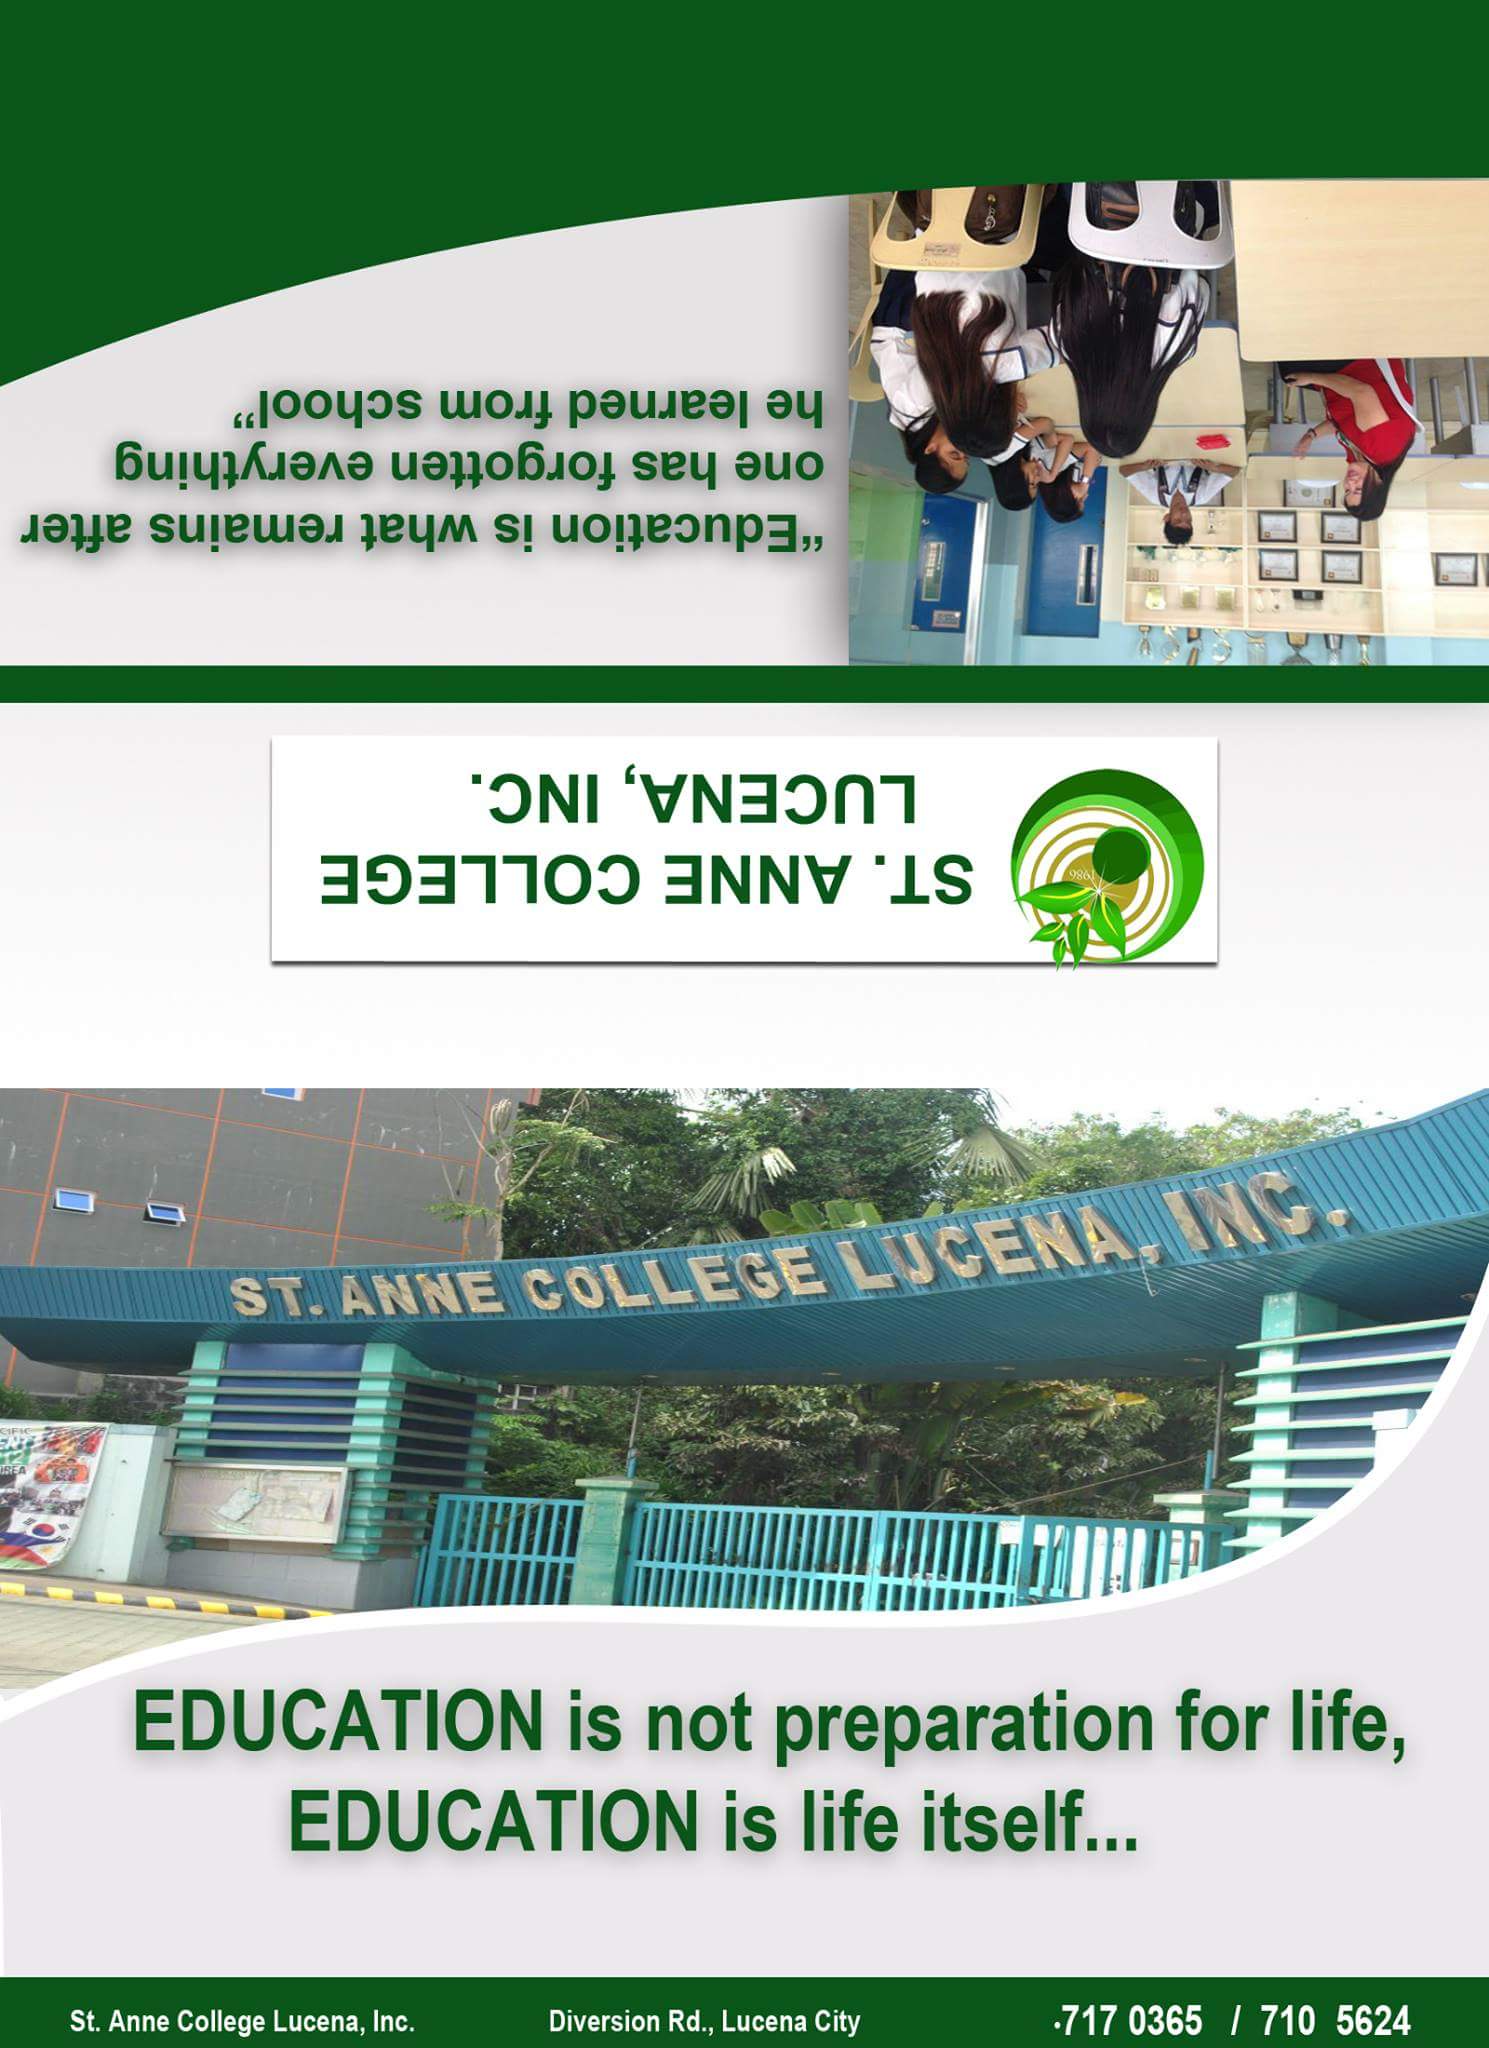 “Education is what remains after
one has forgotten everything
he learned from school”
ST. ANNE COLLEGE
LUCENA, INC.
1986
ST. ANNE COLLEGE LUCENA, INC.
EDUCATION is not preparation for life,
EDUCATION is life itself...
St. Anne College Lucena, Inc. Diversion Rd., Lucena City •717 0365 / 710 5624